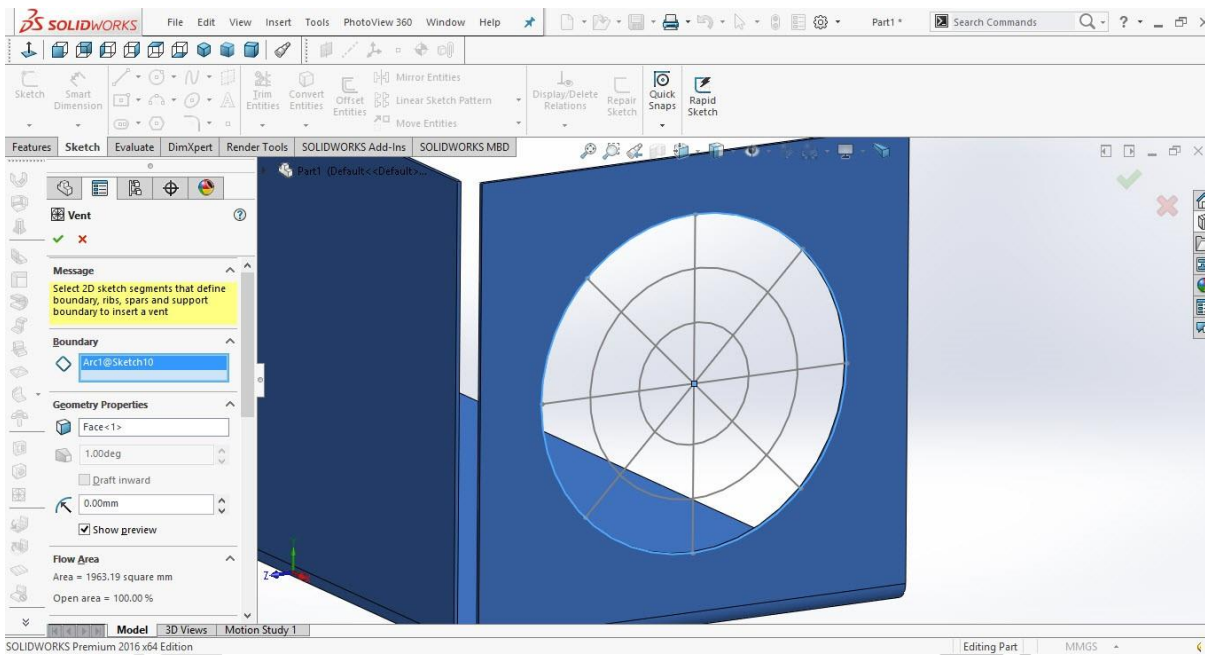 SOLIDWORKS File Edit View Insert Tools PhotoView 360 Window Help Part1 * Search Commands ?
Sketch Smart Dimension Trim Entities Convert Entities Offset Entities Mirror Entities Display/Delete Relations Repair Sketch Quick Snaps Rapid Sketch
Linear Sketch Pattern
Move Entities
Features Sketch Evaluate DimXpert Render Tools SOLIDWORKS Add-Ins SOLIDWORKS MBD
Part1 (Default<<Default>...
Vent
Message
Select 2D sketch segments that define
boundary, ribs, spars and support
boundary to insert a vent
Boundary
Arc1@Sketch10
Geometry Properties
Face<1>
1.00deg
Draft inward
0.00mm
Show preview
Flow Area
Area = 1963.19 square mm
Open area = 100.00 %
Z
Model 3D Views Motion Study 1
SOLIDWORKS Premium 2016 x64 Edition Editing Part MMGS